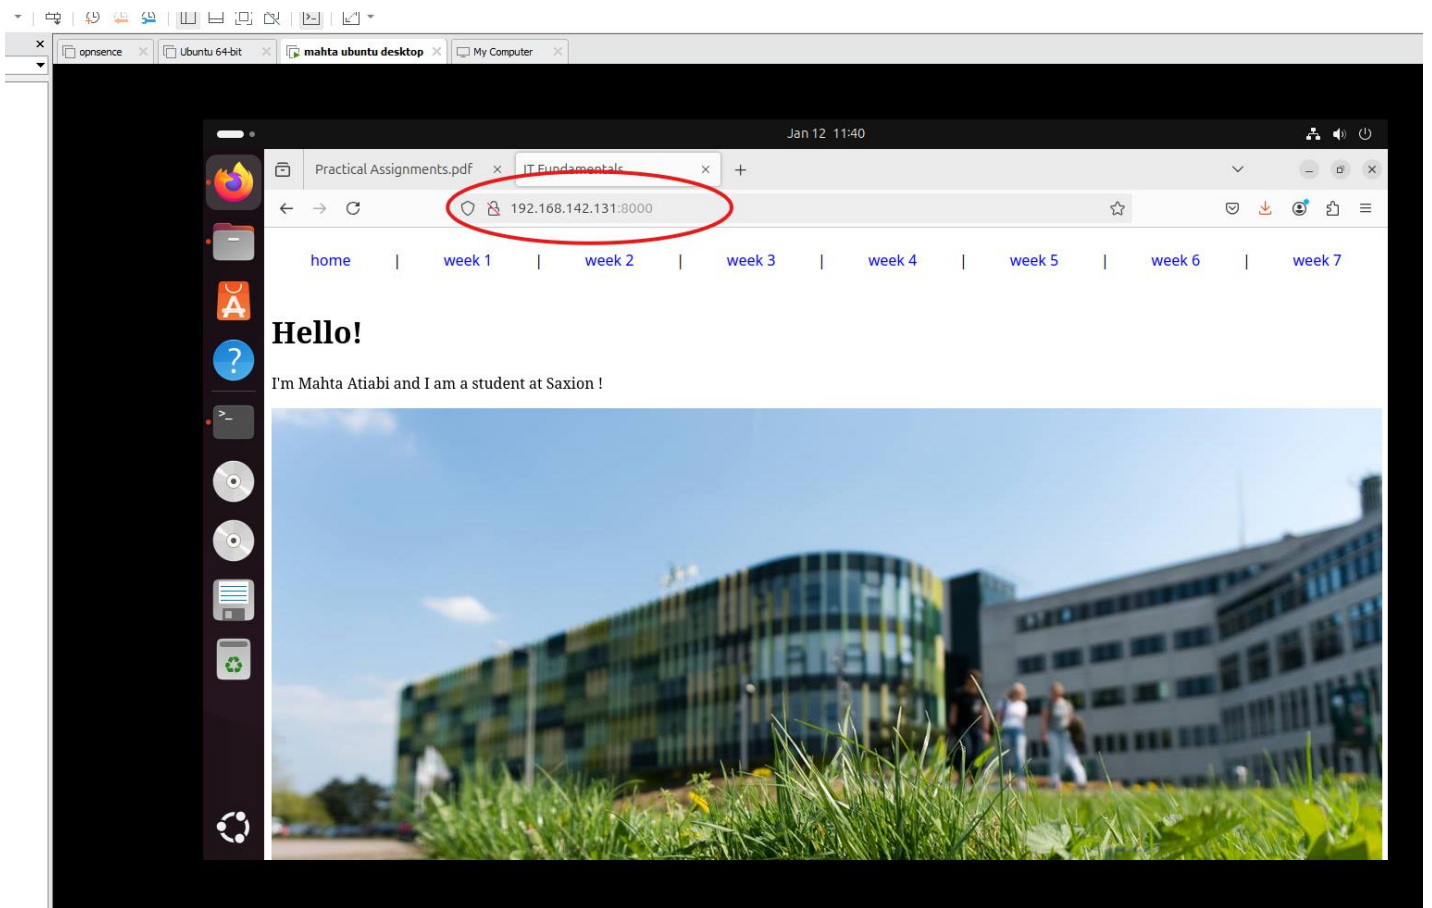 opnsence
Ubuntu 64-bit
mahta ubuntu desktop
My Computer
Jan 12 11:40
Practical Assignments.pdf
IT Fundamentals
192.168.142.131:8000
home | week 1 | week 2 | week 3 | week 4 | week 5 | week 6 | week 7
Hello!
I'm Mahta Atiabi and I am a student at Saxion !